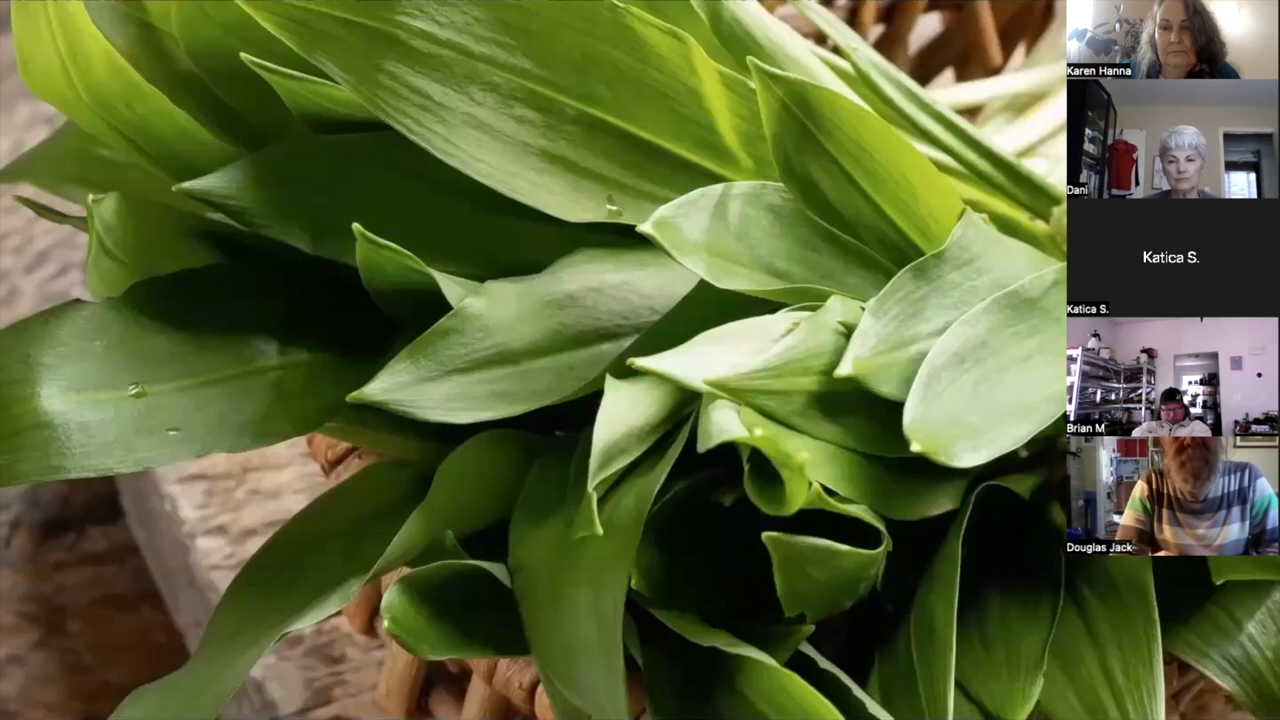 Karen Hanna
Dani
Katica S.
Katica S.
Brian M
Douglas Jack